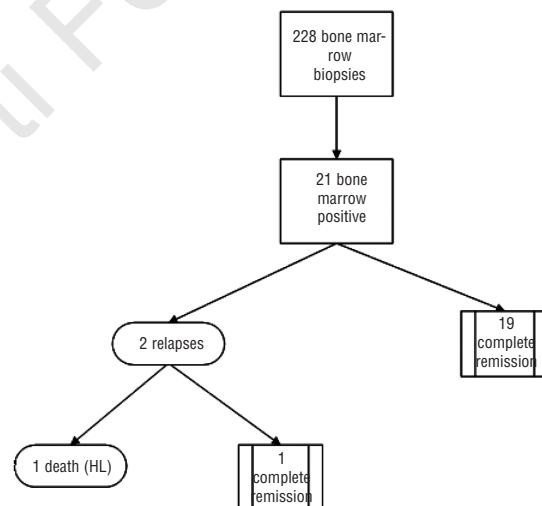 228 bone mar-
row
biopsies
21 bone
marrow
positive
2 relapses
19
complete
remission
1 death (HL)
1
complete
remission